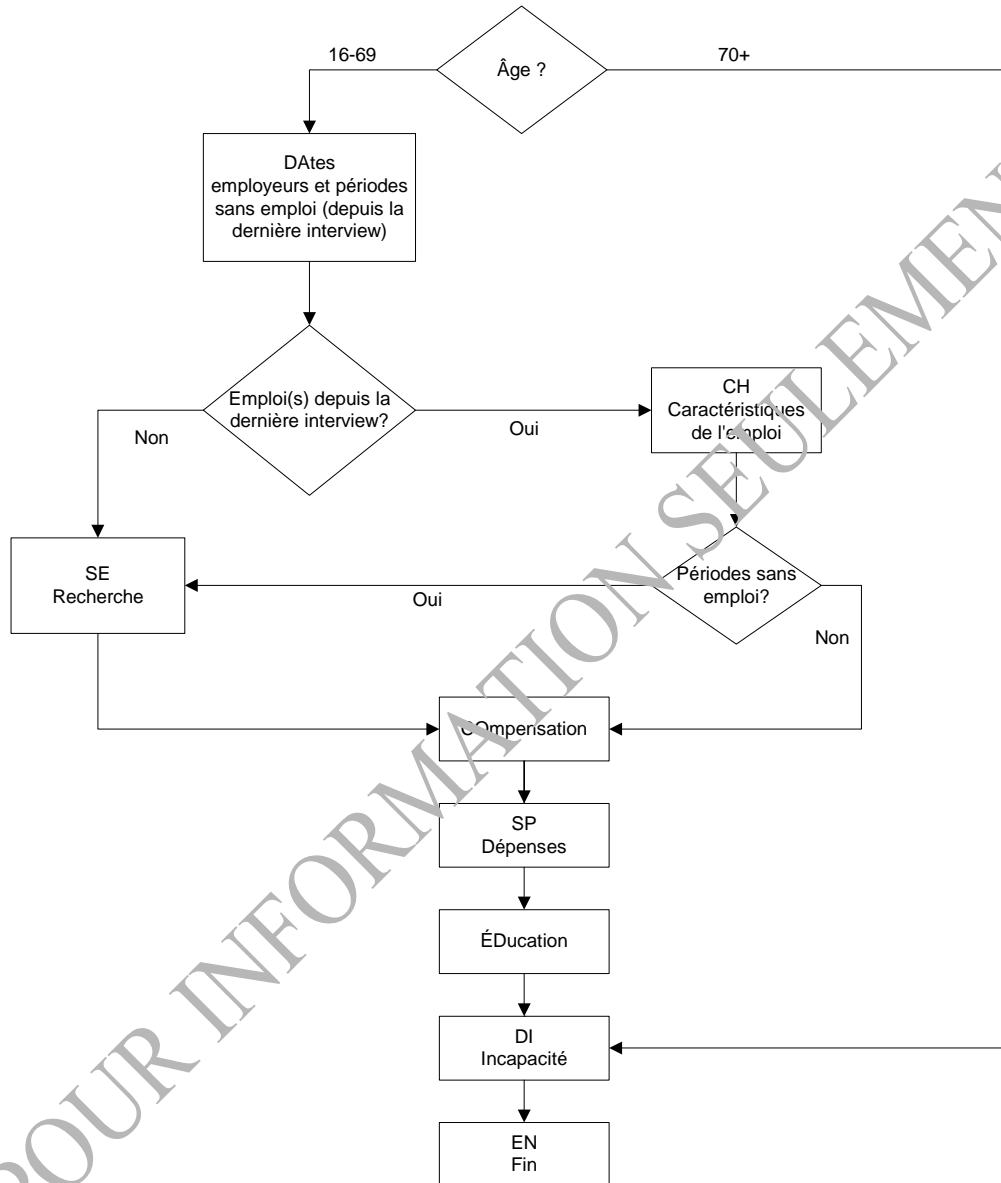 16-69
Âge ?
70+
DAtes
employeurs et périodes
sans emploi (depuis la
dernière interview)
Emploi(s) depuis la
dernière interview?
Non
Oui
CH
Caractéristiques
de l'emploi
SE
Recherche
Périodes sans
emploi?
Oui
Non
COmpensation
SP
Dépenses
ÉDucation
DI
Incapacité
EN
Fin
POUR INFORMATION SEULEMEN